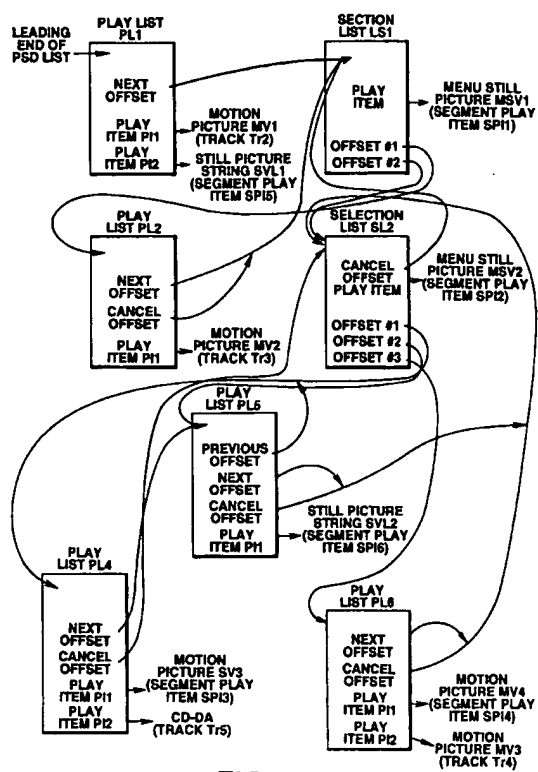 PLAY LIST
PL1
LEADING
END OF
PSD LIST
NEXT
OFFSET
PLAY
ITEM PI1
PLAY
ITEM PI2
MOTION
PICTURE MV1
(TRACK Tr2)
STILL PICTURE
STRING SVL1
(SEGMENT PLAY
ITEM SPI5)
SECTION
LIST LS1
PLAY
ITEM
OFFSET #1
OFFSET #2
MENU STILL
PICTURE MSV1
(SEGMENT PLAY
ITEM SPI1)
PLAY
LIST PL2
NEXT
OFFSET
CANCEL
OFFSET
PLAY
ITEM PI1
MOTION
PICTURE MV2
(TRACK Tr3)
SELECTION
LIST SL2
CANCEL
OFFSET
PLAY ITEM
OFFSET #1
OFFSET #2
OFFSET #3
MENU STILL
PICTURE MSV2
(SEGMENT PLAY
ITEM SPI2)
PLAY
LIST PL5
PREVIOUS
OFFSET
NEXT
OFFSET
CANCEL
OFFSET
PLAY
ITEM PI1
STILL PICTURE
STRING SVL2
(SEGMENT PLAY
ITEM SPI6)
PLAY
LIST PL4
NEXT
OFFSET
CANCEL
OFFSET
PLAY
ITEM PI1
PLAY
ITEM PI2
MOTION
PICTURE SV3
(SEGMENT PLAY
ITEM SPI3)
CD-DA
(TRACK Tr5)
PLAY
LIST PL6
NEXT
OFFSET
CANCEL
OFFSET
PLAY
ITEM PI1
PLAY
ITEM PI2
MOTION
PICTURE MV4
(SEGMENT PLAY
ITEM SPI4)
MOTION
PICTURE MV3
(TRACK Tr4)